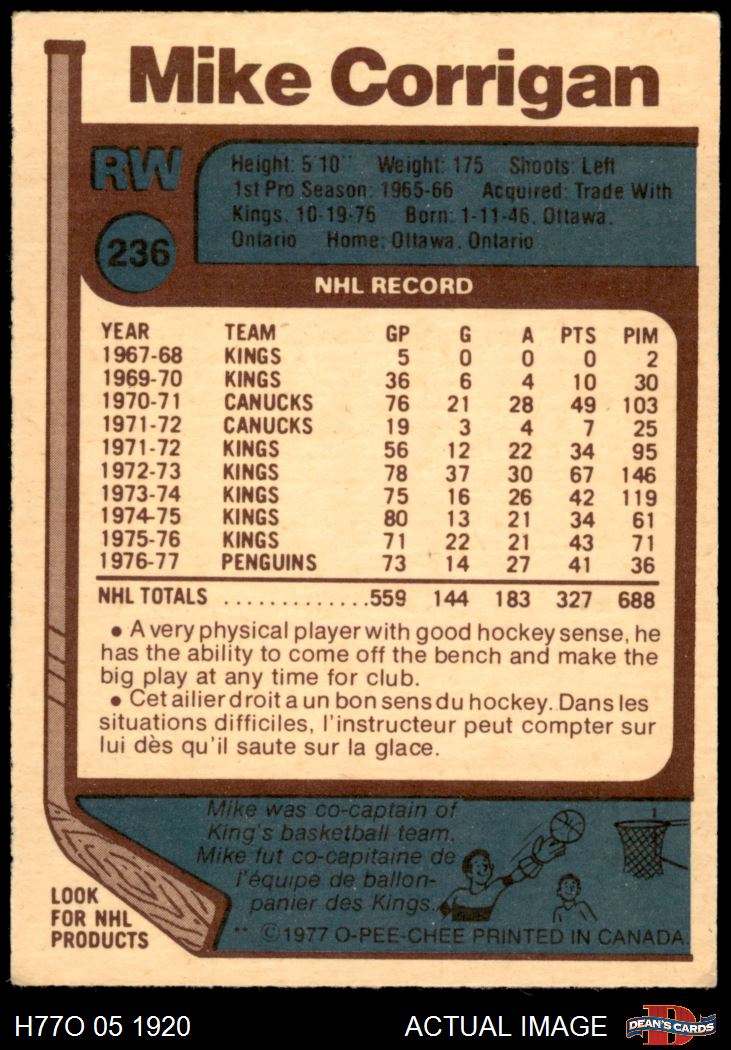 Mike Corrigan
RW
236
Height: 5'10" Weight: 175 Shoots: Left
1st Pro Season: 1965-66 Acquired: Trade With
Kings, 10-19-76 Born: 1-11-46, Ottawa,
Ontario Home: Ottawa, Ontario
NHL RECORD
YEAR TEAM GP G A PTS PIM
1967-68 KINGS 5 0 0 0 2
1969-70 KINGS 36 6 4 10 30
1970-71 CANUCKS 76 21 28 49 103
1971-72 CANUCKS 19 3 4 7 25
1971-72 KINGS 56 12 22 34 95
1972-73 KINGS 78 37 30 67 146
1973-74 KINGS 75 16 26 42 119
1974-75 KINGS 80 13 21 34 61
1975-76 KINGS 71 22 21 43 71
1976-77 PENGUINS 73 14 27 41 36
NHL TOTALS .............559 144 183 327 688
• A very physical player with good hockey sense, he
has the ability to come off the bench and make the
big play at any time for club.
• Cet ailier droit a un bon sens du hockey. Dans les
situations difficiles, l'instructeur peut compter sur
lui dès qu'il saute sur la glace.
Mike was co-captain of
King's basketball team.
Mike fut co-capitaine de
l'équipe de ballon-
panier des Kings.
LOOK
FOR NHL
PRODUCTS
** ©1977 O-PEE-CHEE PRINTED IN CANADA
H77O 05 1920
ACTUAL IMAGE
D
DEAN'S CARDS